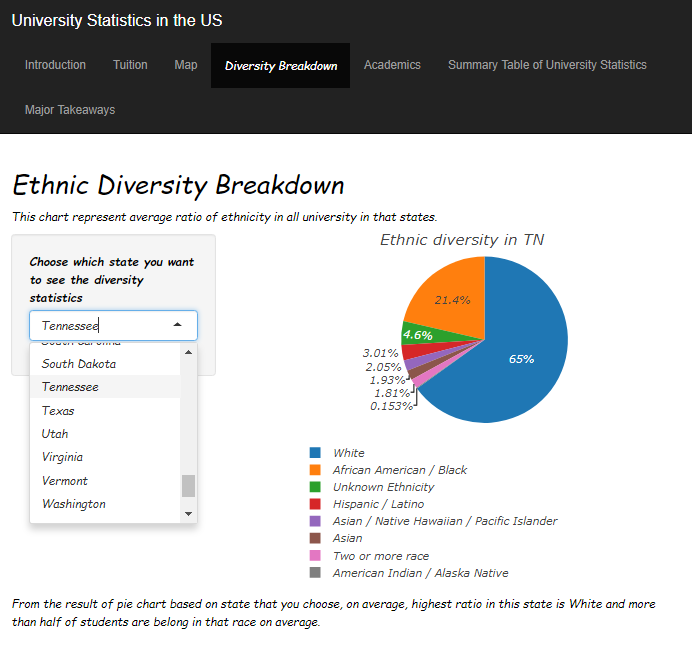 University Statistics in the US
Introduction Tuition Map Diversity Breakdown Academics Summary Table of University Statistics
Major Takeaways
Ethnic Diversity Breakdown
This chart represent average ratio of ethnicity in all university in that states.
Choose which state you want
to see the diversity
statistics
Tennessee
South Carolina
South Dakota
Tennessee
Texas
Utah
Virginia
Vermont
Washington
Ethnic diversity in TN
21.4%
4.6%
3.01%
2.05%
1.93%
1.81%
0.153%
65%
White
African American / Black
Unknown Ethnicity
Hispanic / Latino
Asian / Native Hawaiian / Pacific Islander
Asian
Two or more race
American Indian / Alaska Native
From the result of pie chart based on state that you choose, on average, highest ratio in this state is White and more
than half of students are belong in that race on average.